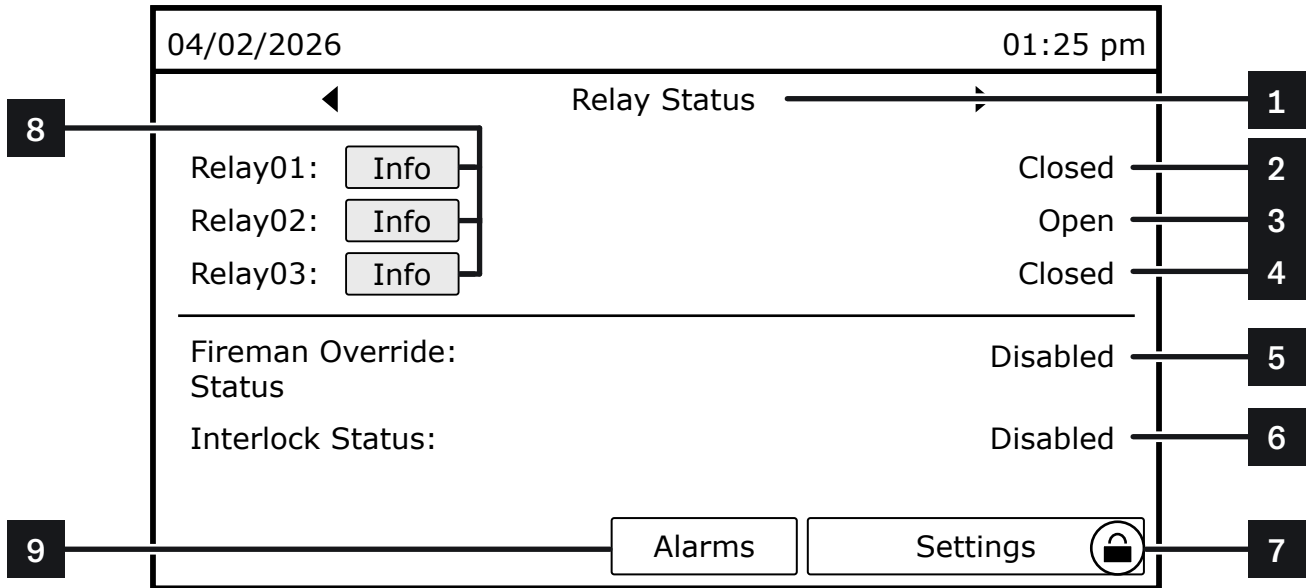 04/02/2026 01:25 pm
Relay Status 1
8
Relay01: Info Closed 2
Relay02: Info Open 3
Relay03: Info Closed 4
Fireman Override: Disabled 5
Status
Interlock Status: Disabled 6
9 Alarms Settings 7